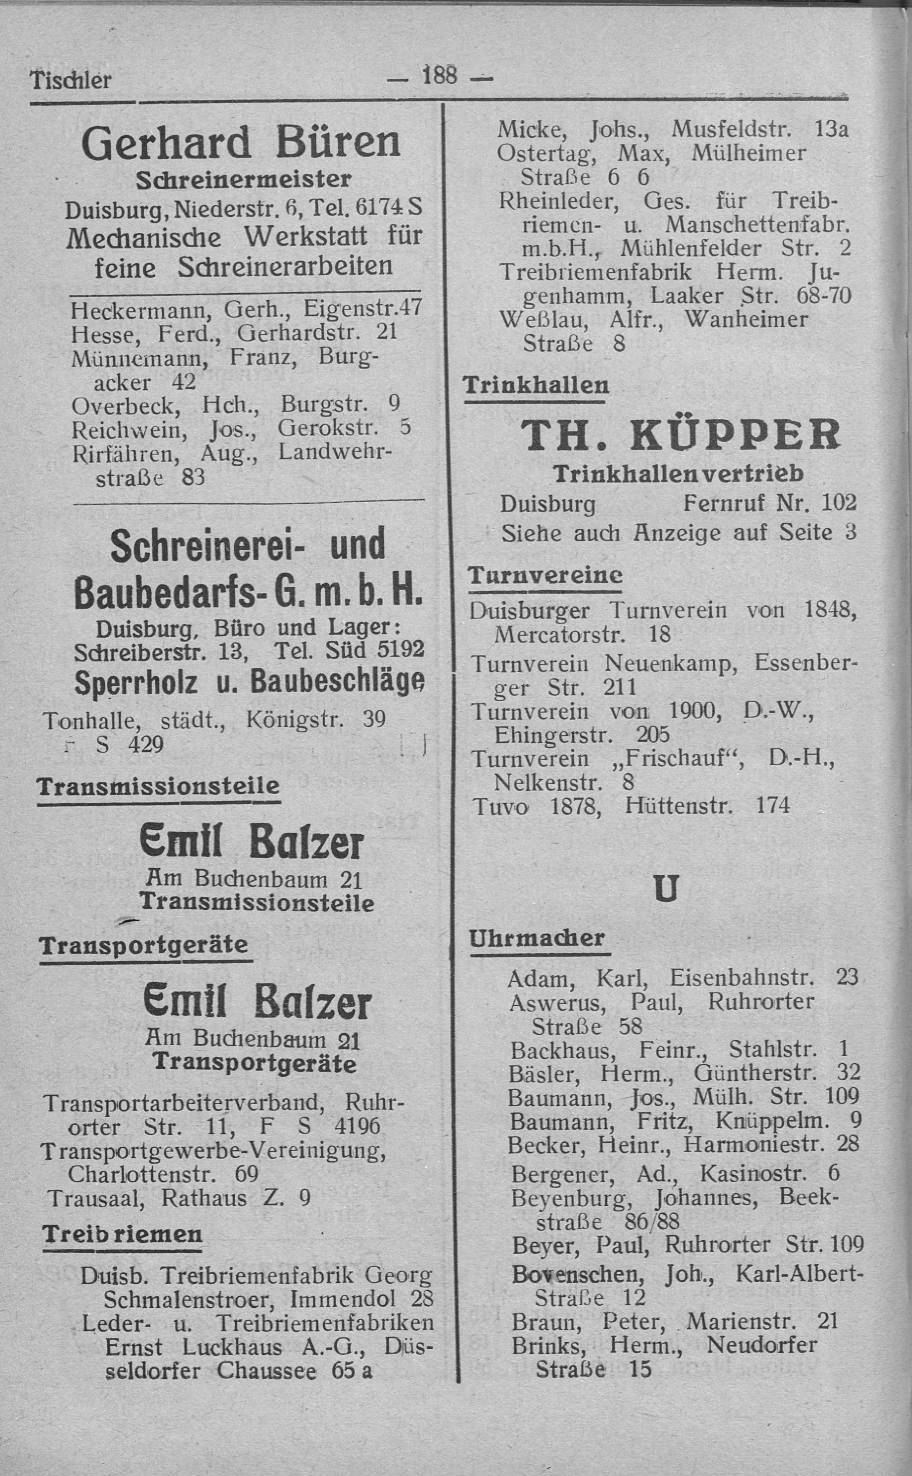 Tischler
— 188 —
Gerhard Büren
Schreinermeister
Duisburg, Niederstr. 6, Tel. 6174 S
Mechanische Werkstatt für
feine Schreinerarbeiten
Heckermann, Gerh., Eigenstr.47
Hesse, Ferd., Gerhardstr. 21
Münnemann, Franz, Burg-
acker 42
Overbeck, Hch., Burgstr. 9
Reichwein, Jos., Gerokstr. 5
Rirfähren, Aug., Landwehr-
straße 83
Schreinerei- und
Baubedarfs-G. m. b. H.
Duisburg, Büro und Lager:
Schreiberstr. 13, Tel. Süd 5192
Sperrholz u. Baubeschläge
Tonhalle, städt., Königstr. 39
F S 429
Transmissionsteile
Emil Balzer
Am Buchenbaum 21
Transmissionsteile
Transportgeräte
Emil Balzer
Am Buchenbaum 21
Transportgeräte
Transportarbeiterverband, Ruhr-
orter Str. 11, F S 4196
Transportgewerbe-Vereinigung,
Charlottenstr. 69
Trausaal, Rathaus Z. 9
Treibriemen
Duisb. Treibriemenfabrik Georg
Schmalenstroer, Immendol 28
Leder- u. Treibriemenfabriken
Ernst Luckhaus A.-G., Düs-
seldorfer Chaussee 65 a
Micke, Johs., Musfeldstr. 13a
Ostertag, Max, Mülheimer
Straße 6 6
Rheinleder, Ges. für Treib-
riemen- u. Manschettenfabr.
m.b.H., Mühlenfelder Str. 2
Treibriemenfabrik Herm. Ju-
genhamm, Laaker Str. 68-70
Weßlau, Alfr., Wanheimer
Straße 8
Trinkhallen
TH. KÜPPER
Trinkhallenvertrieb
Duisburg Fernruf Nr. 102
Siehe auch Anzeige auf Seite 3
Turnvereine
Duisburger Turnverein von 1848,
Mercatorstr. 18
Turnverein Neuenkamp, Essenber-
ger Str. 211
Turnverein von 1900, D.-W.,
Ehingerstr. 205
Turnverein „Frischauf“, D.-H.,
Nelkenstr. 8
Tuvo 1878, Hüttenstr. 174
U
Uhrmacher
Adam, Karl, Eisenbahnstr. 23
Aswerus, Paul, Ruhrorter
Straße 58
Backhaus, Feinr., Stahlstr. 1
Bäsler, Herm., Güntherstr. 32
Baumann, Jos., Mülh. Str. 109
Baumann, Fritz, Knüppelm. 9
Becker, Heinr., Harmoniestr. 28
Bergener, Ad., Kasinostr. 6
Beyenburg, Johannes, Beek-
straße 86/88
Beyer, Paul, Ruhrorter Str. 109
Bovenschen, Joh., Karl-Albert-
Straße 12
Braun, Peter, Marienstr. 21
Brinks, Herm., Neudorfer
Straße 15